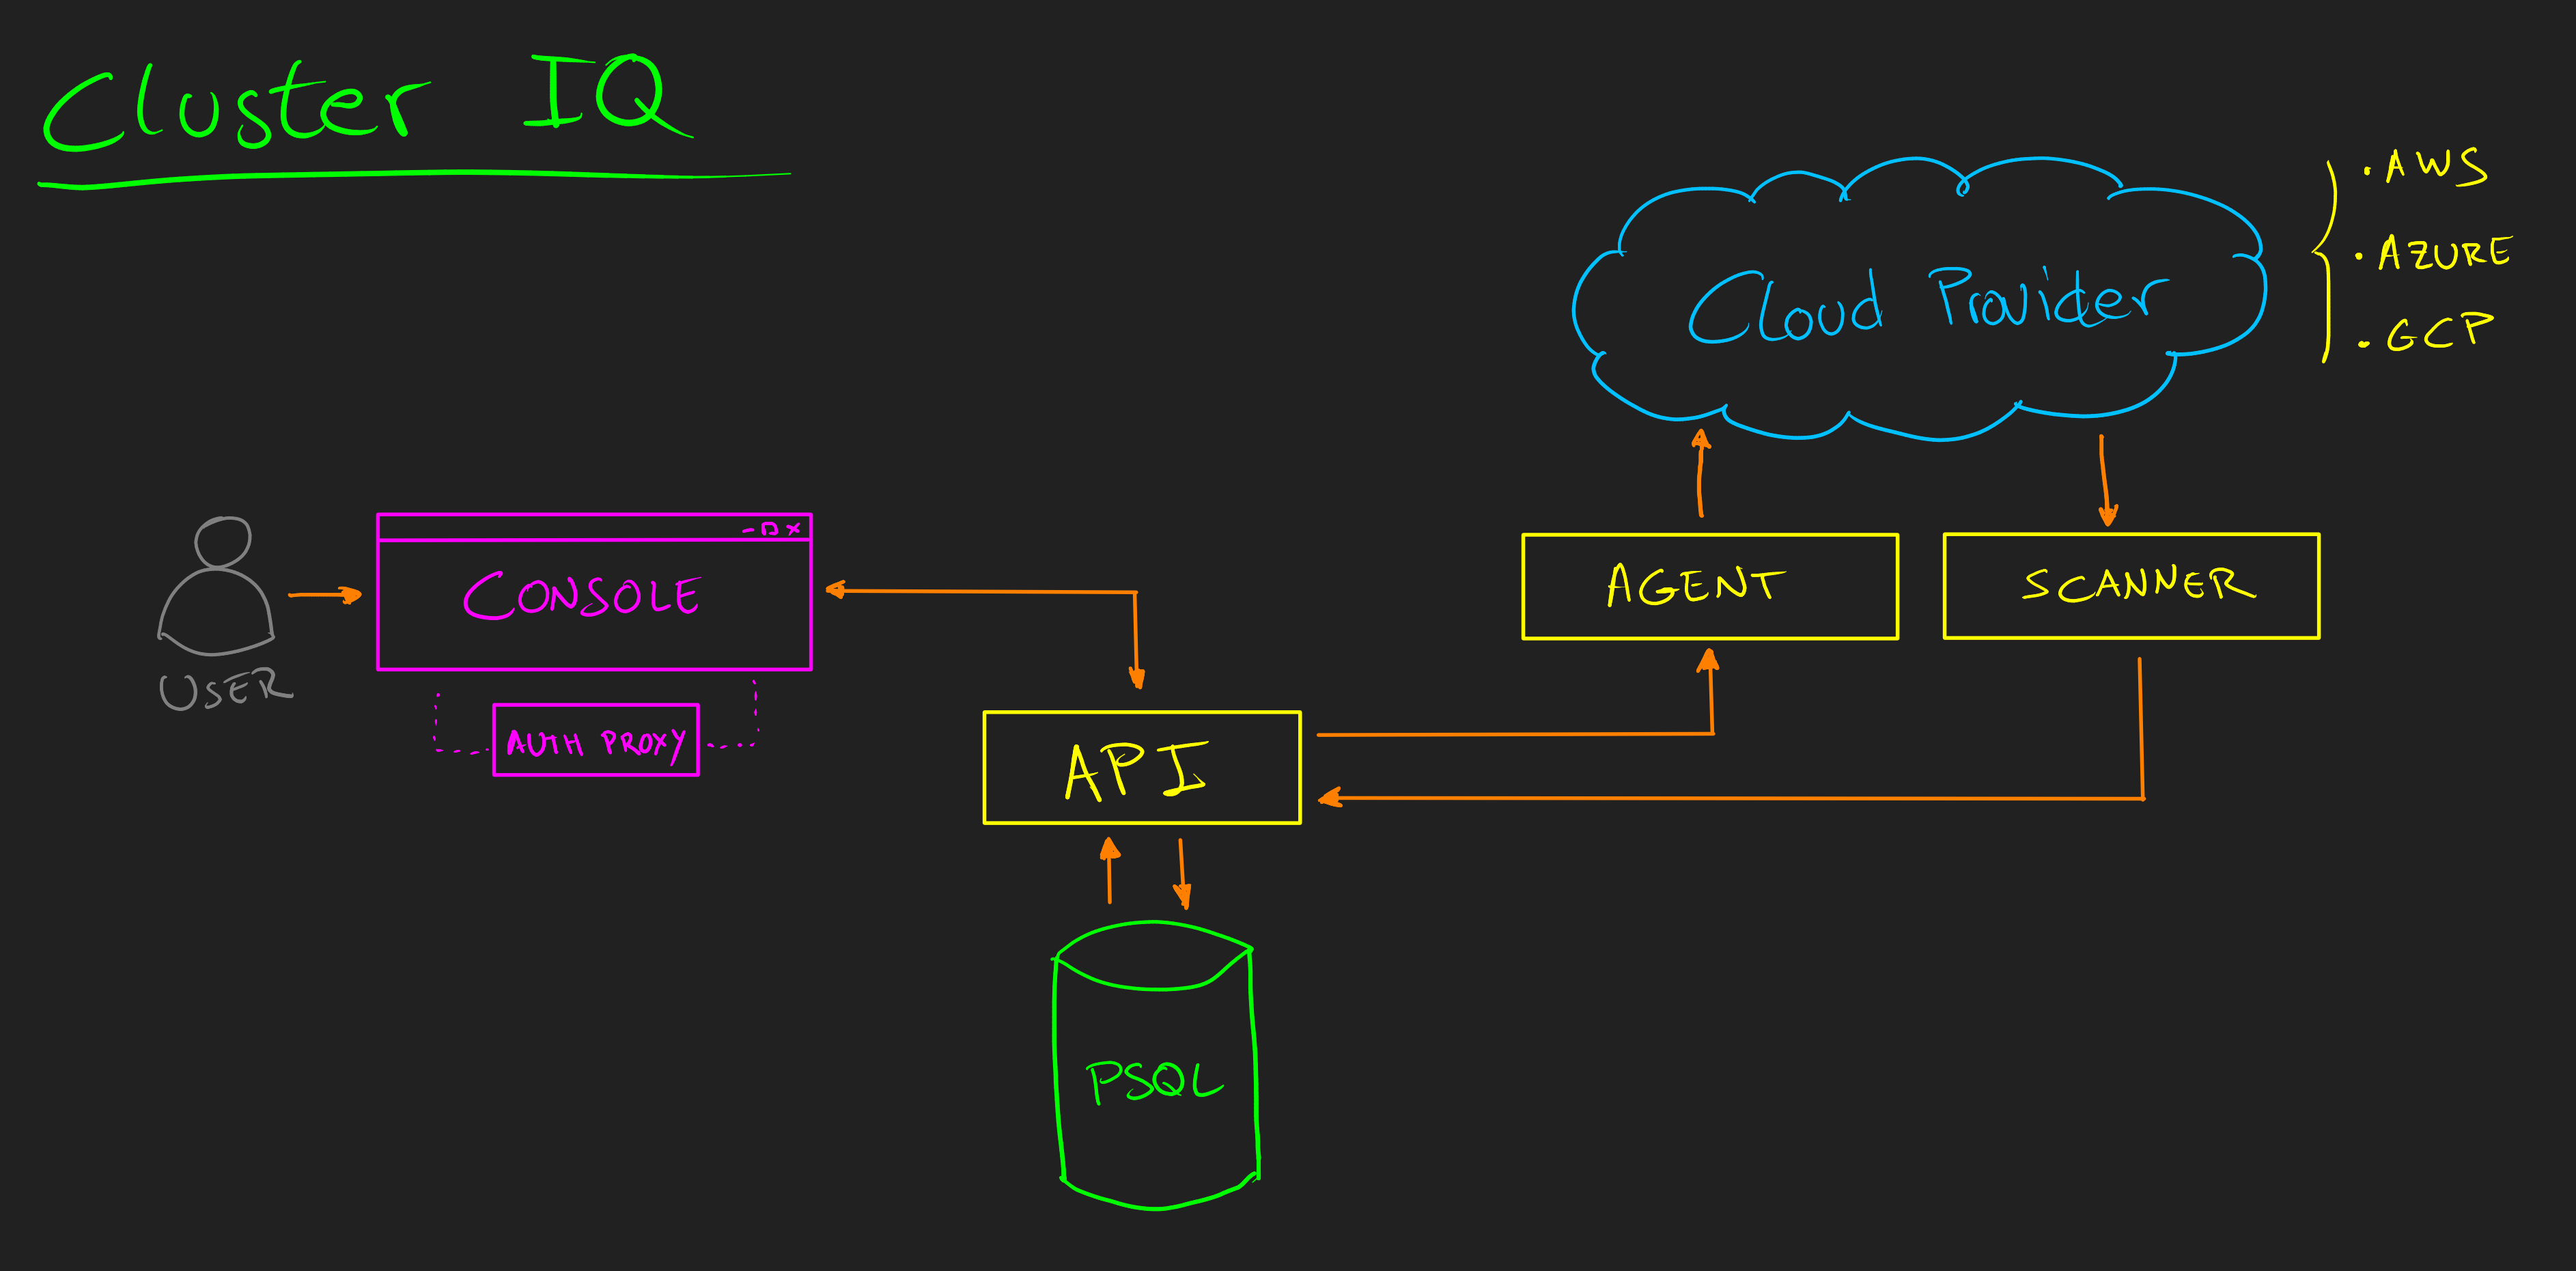 Cluster IQ
· AWS
· AZURE
· GCP
Cloud Provider
CONSOLE
AGENT
SCANNER
USER
AUTH PROXY
API
PSQL